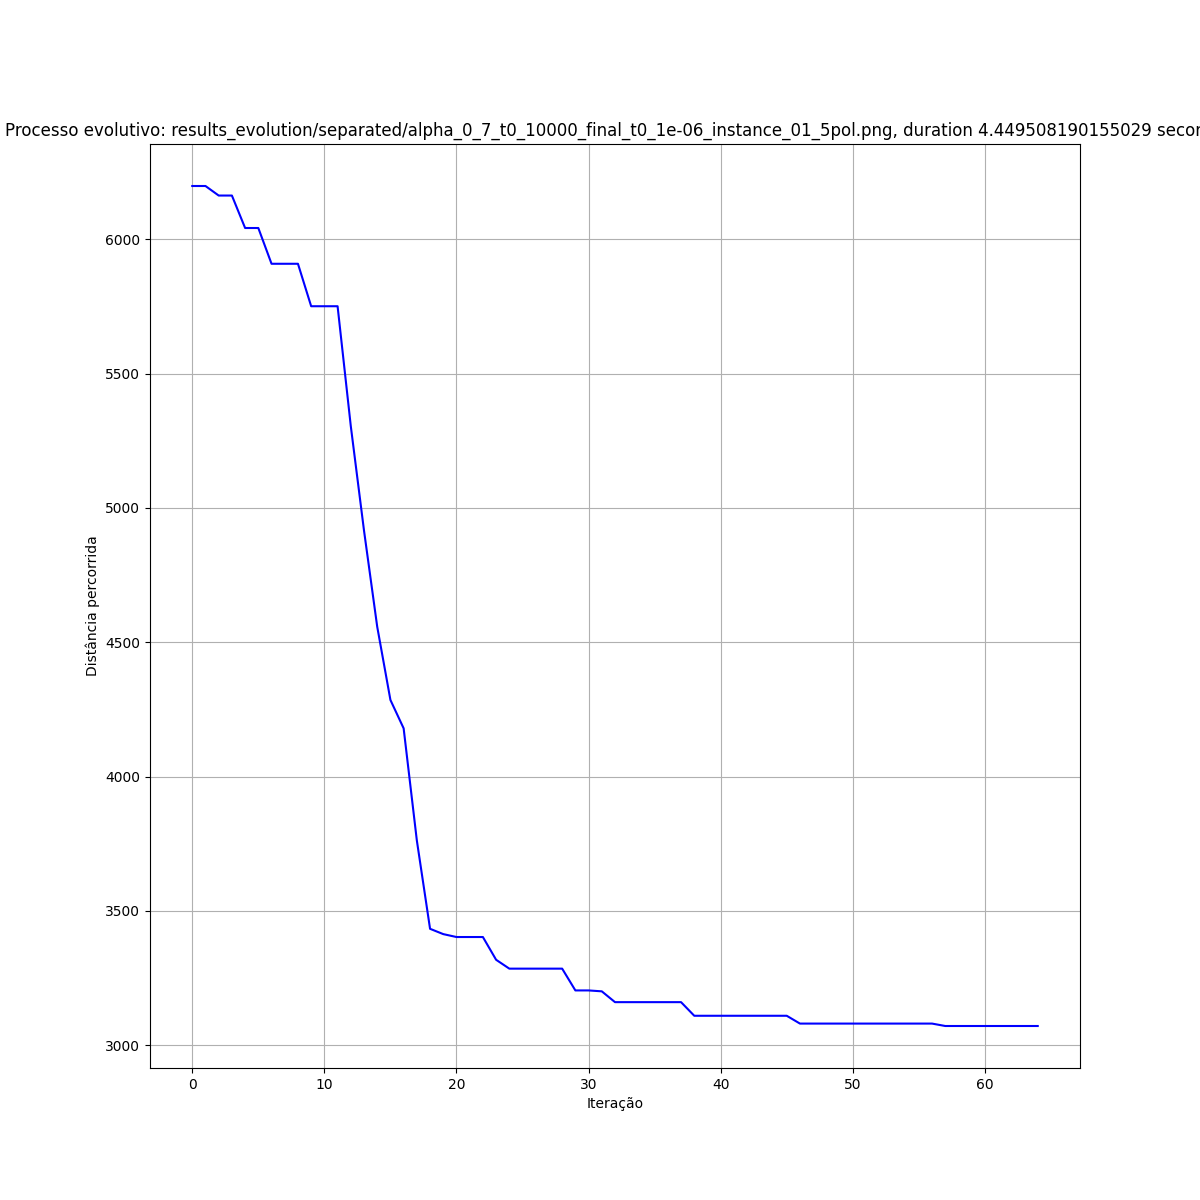 Processo evolutivo: results_evolution/separated/alpha_0_7_t0_10000_final_t0_1e-06_instance_01_5pol.png, duration 4.449508190155029 secon
6000
5500
5000
4500
4000
3500
3000
Distância percorrida
0 10 20 30 40 50 60
Iteração